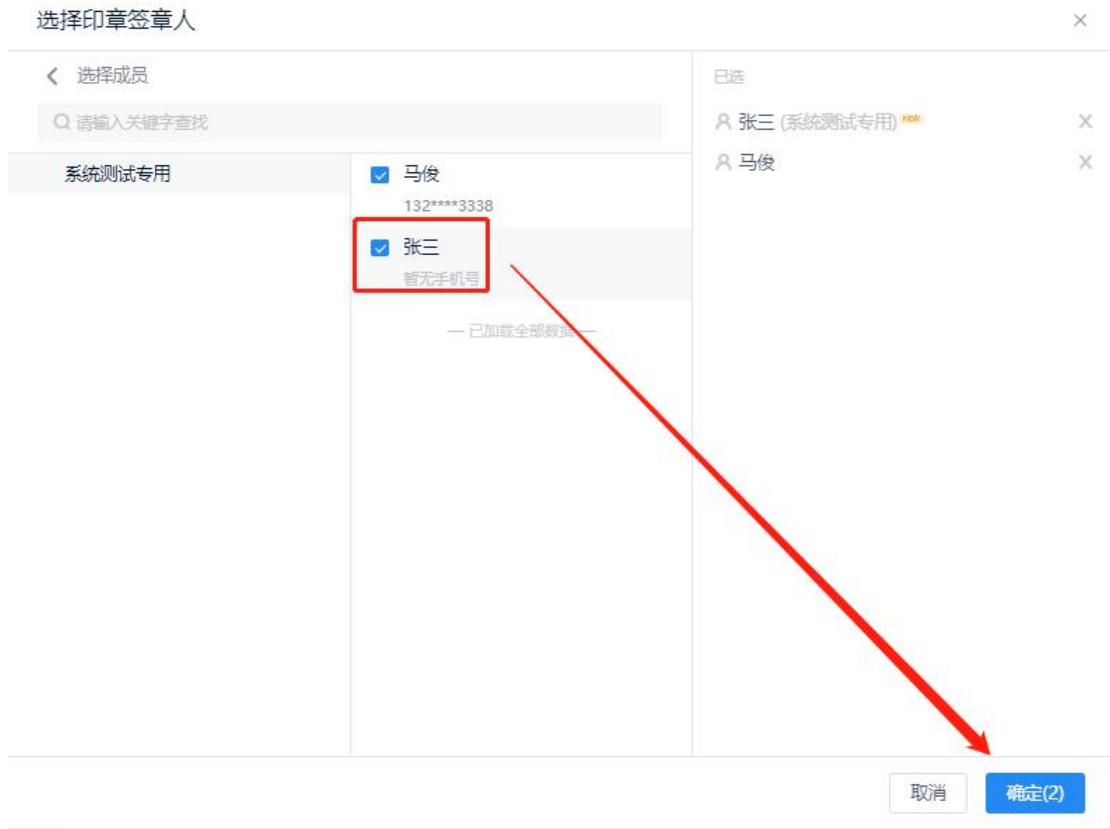 选择印章签章人
选择成员
请输入关键字查找
系统测试专用
马俊
132****3338
张三
暂无手机号
— 已加载全部数据 —
已选
张三 (系统测试专用) NEW
马俊
取消
确定(2)